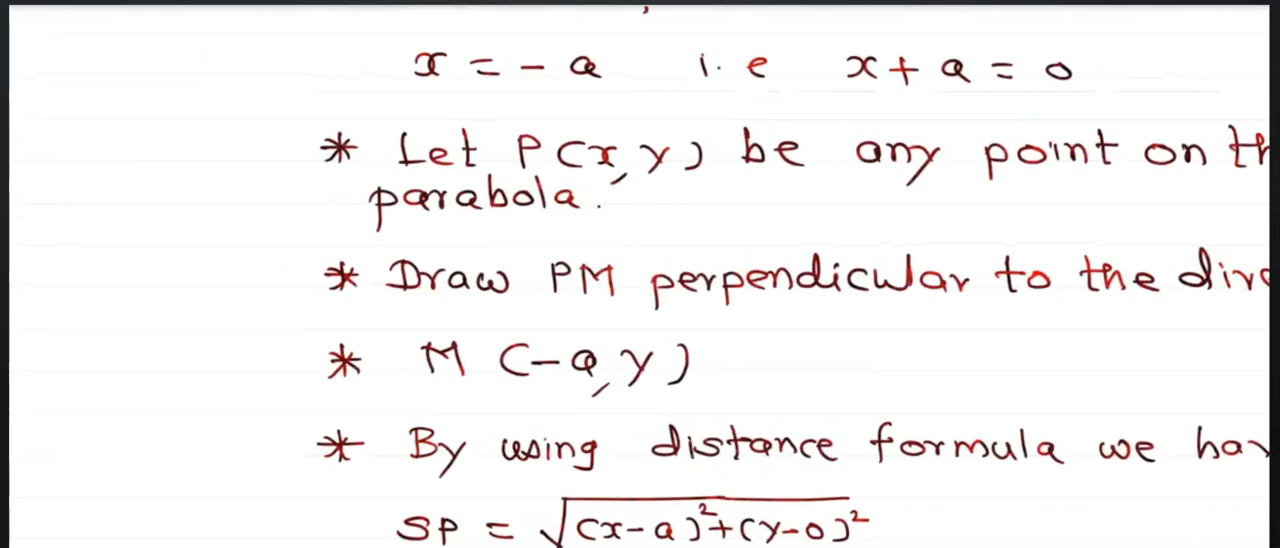 x = - a i. e x + a = 0
* Let P(x, y) be any point on th
parabola.
* Draw PM perpendicular to the dire
* M (-a, y)
* By using distance formula we hav
SP = √(x-a)²+(y-0)²